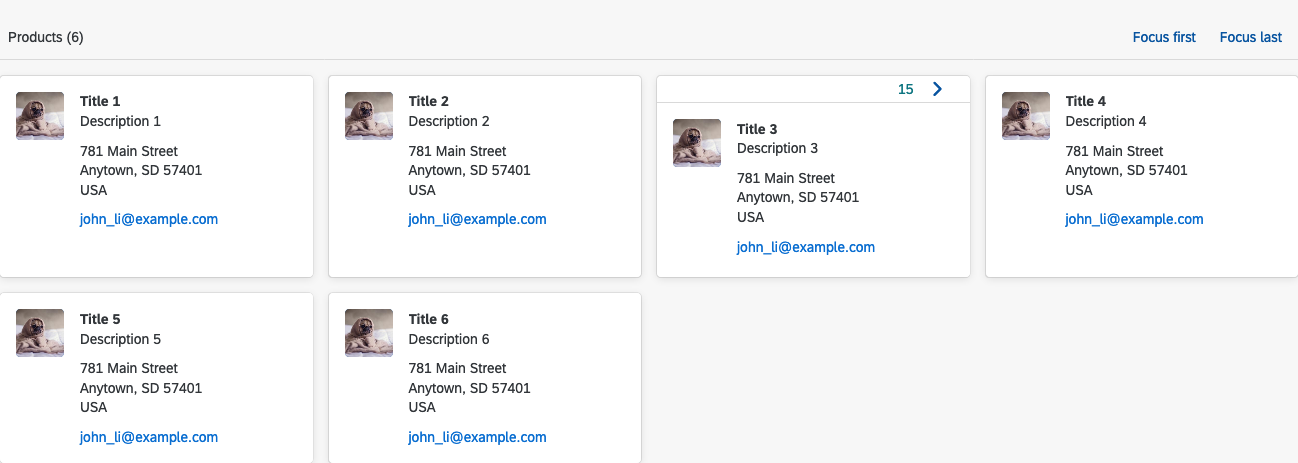 Products (6)
Focus first
Focus last
Title 1
Description 1
781 Main Street
Anytown, SD 57401
USA
john_li@example.com
Title 2
Description 2
781 Main Street
Anytown, SD 57401
USA
john_li@example.com
15
Title 3
Description 3
781 Main Street
Anytown, SD 57401
USA
john_li@example.com
Title 4
Description 4
781 Main Street
Anytown, SD 57401
USA
john_li@example.com
Title 5
Description 5
781 Main Street
Anytown, SD 57401
USA
john_li@example.com
Title 6
Description 6
781 Main Street
Anytown, SD 57401
USA
john_li@example.com